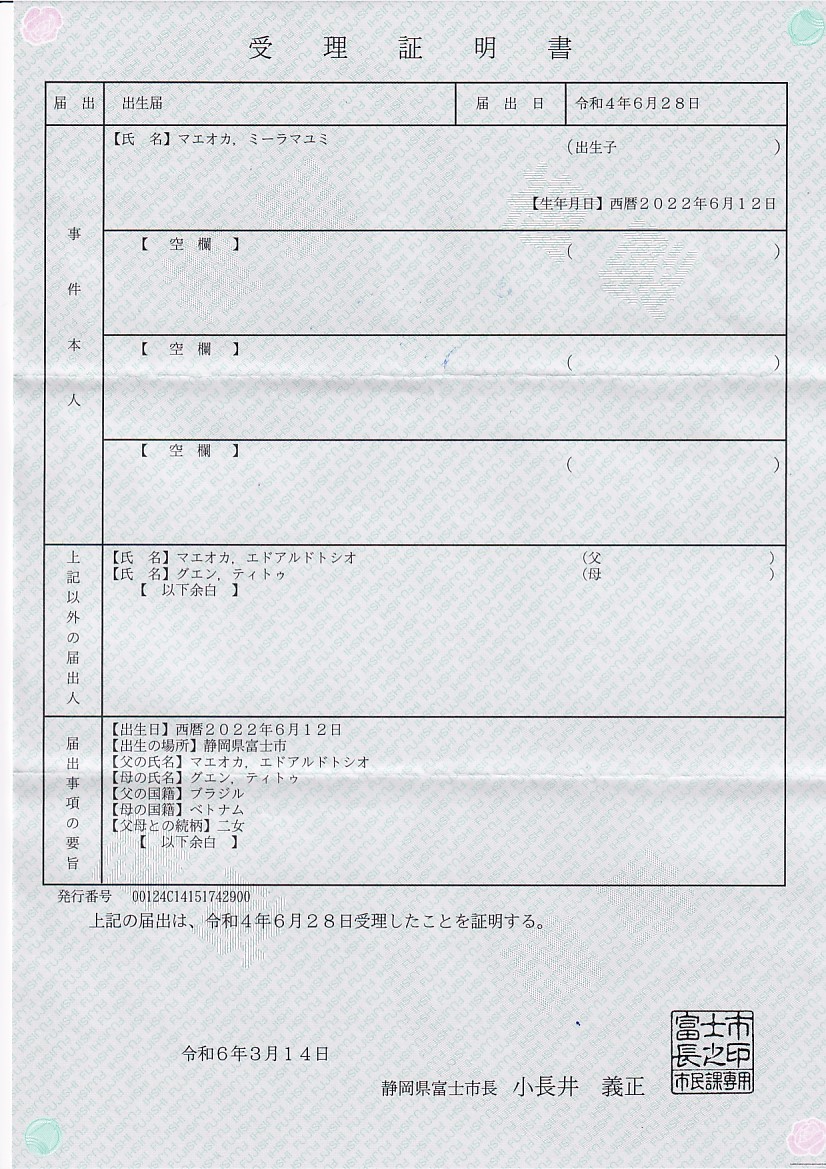 受理証明書
届出 出生届 届出日 令和4年6月28日
事件本人
【氏　名】マエオカ，ミーラマユミ (出生子 )
【生年月日】西暦２０２２年６月１２日
【　空　欄　】 ( )
【　空　欄　】 ( )
【　空　欄　】 ( )
上記以外の届出人
【氏　名】マエオカ，エドアルドトシオ (父 )
【氏　名】グエン，ティトゥ (母 )
【　以下余白　】
届出事項の要旨
【出生日】西暦２０２２年６月１２日
【出生の場所】静岡県富士市
【父の氏名】マエオカ，エドアルドトシオ
【母の氏名】グエン，ティトゥ
【父の国籍】ブラジル
【母の国籍】ベトナム
【父母との続柄】二女
【　以下余白　】
発行番号　00124C14151742900
上記の届出は、令和４年６月２８日受理したことを証明する。
令和６年３月１４日
静岡県富士市長　小長井　義正
富士市
長之印
市民課専用